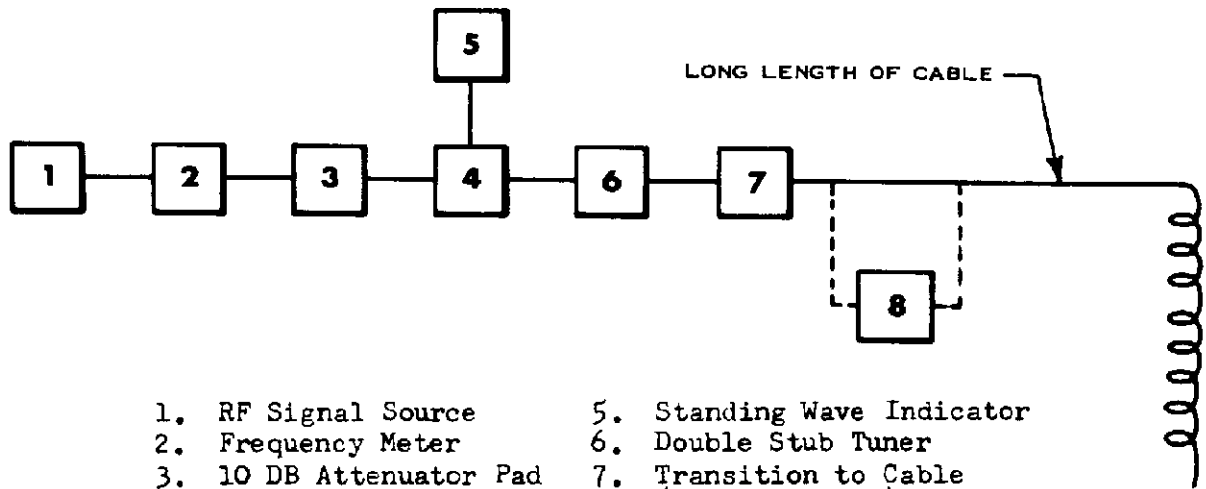 5
LONG LENGTH OF CABLE
1 2 3 4 6 7
8
1. RF Signal Source 5. Standing Wave Indicator
2. Frequency Meter 6. Double Stub Tuner
3. 10 DB Attenuator Pad 7. Transition to Cable